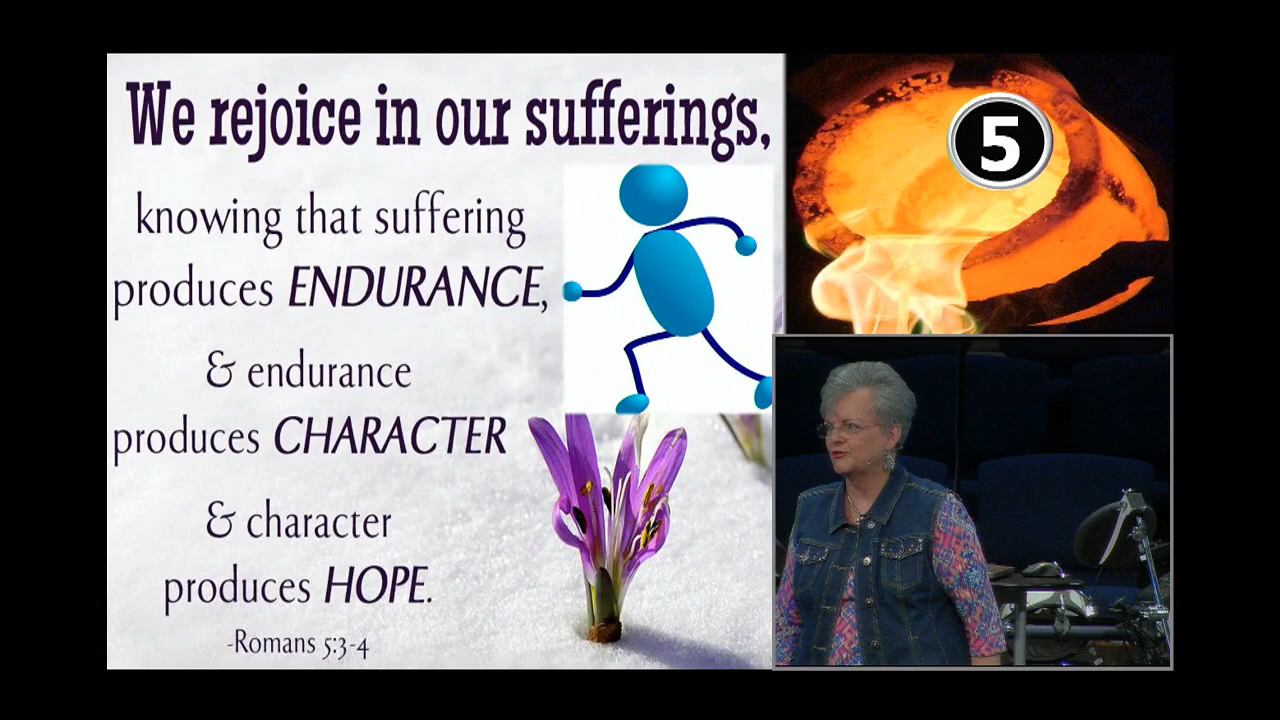 We rejoice in our sufferings,
knowing that suffering
produces ENDURANCE,
& endurance
produces CHARACTER
& character
produces HOPE.
-Romans 5:3-4
5